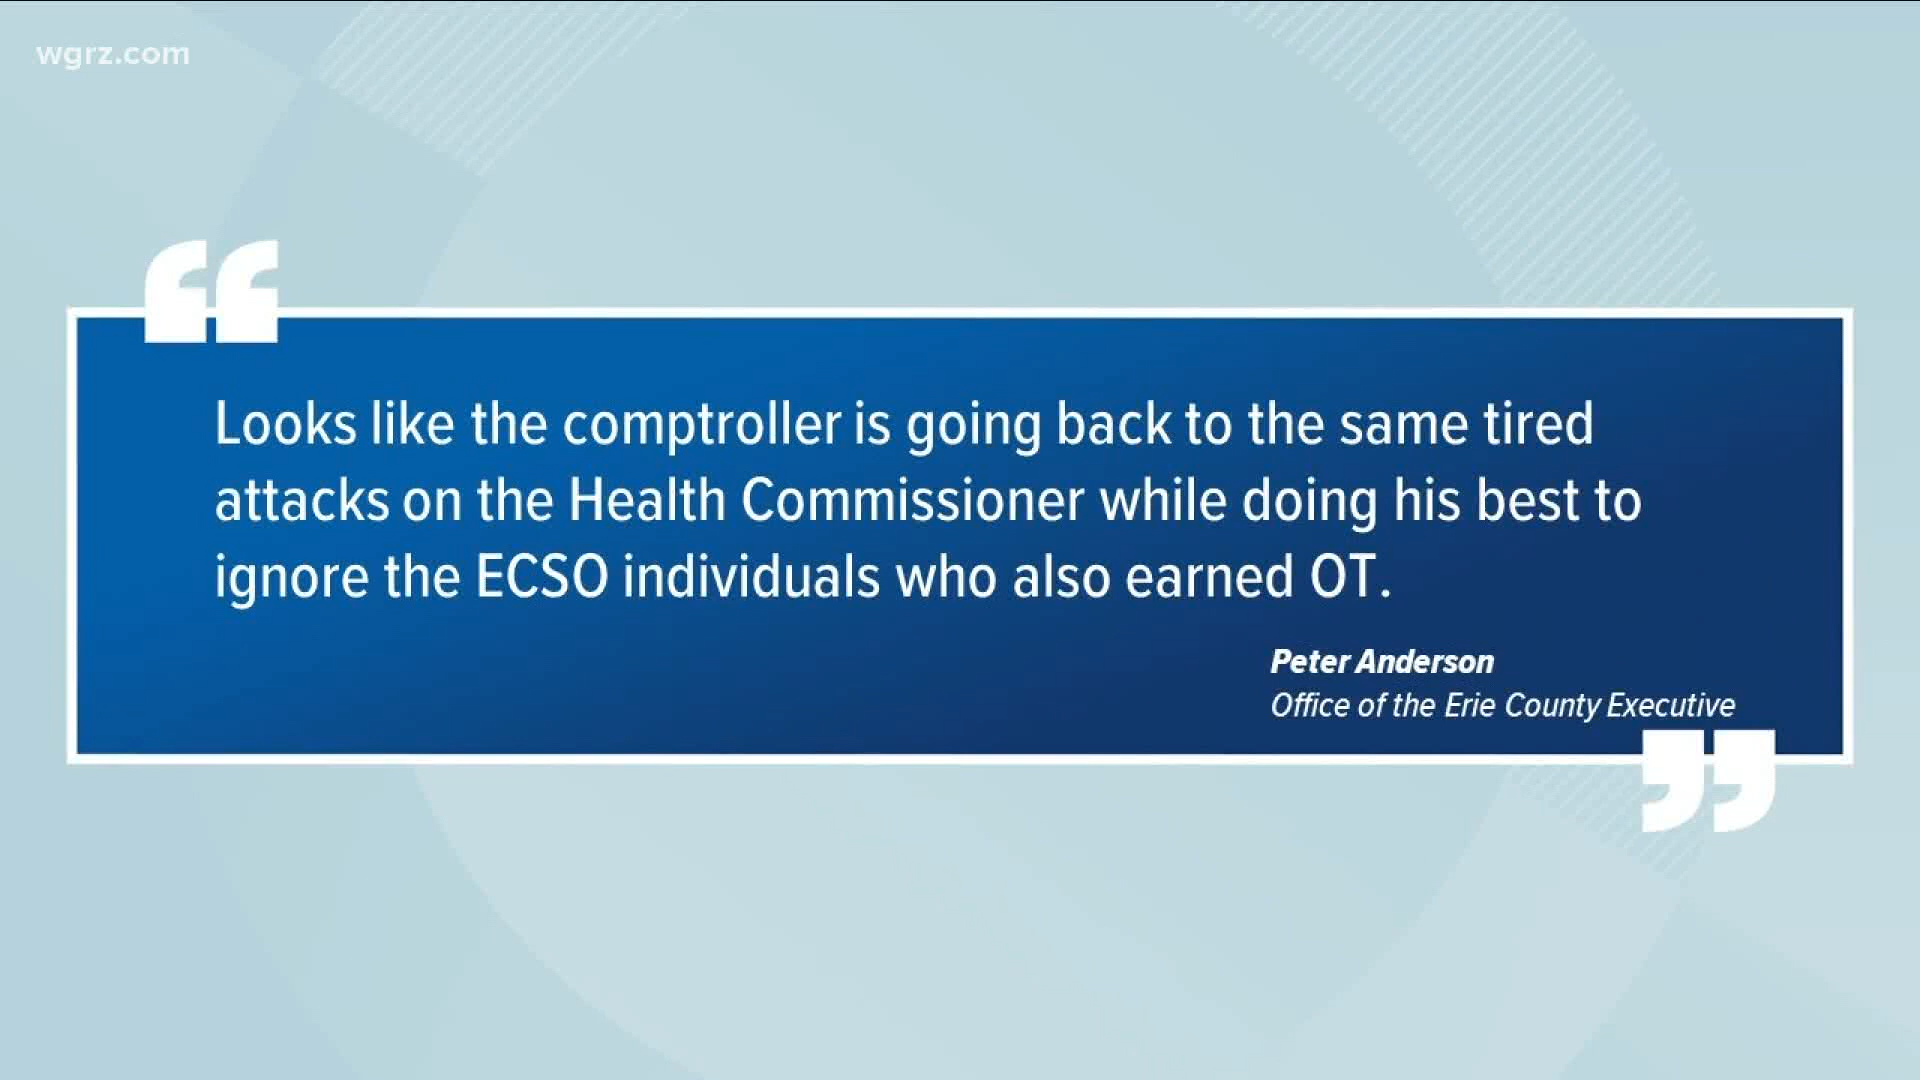 wgrz.com
Looks like the comptroller is going back to the same tired
attacks on the Health Commissioner while doing his best to
ignore the ECSO individuals who also earned OT.
Peter Anderson
Office of the Erie County Executive